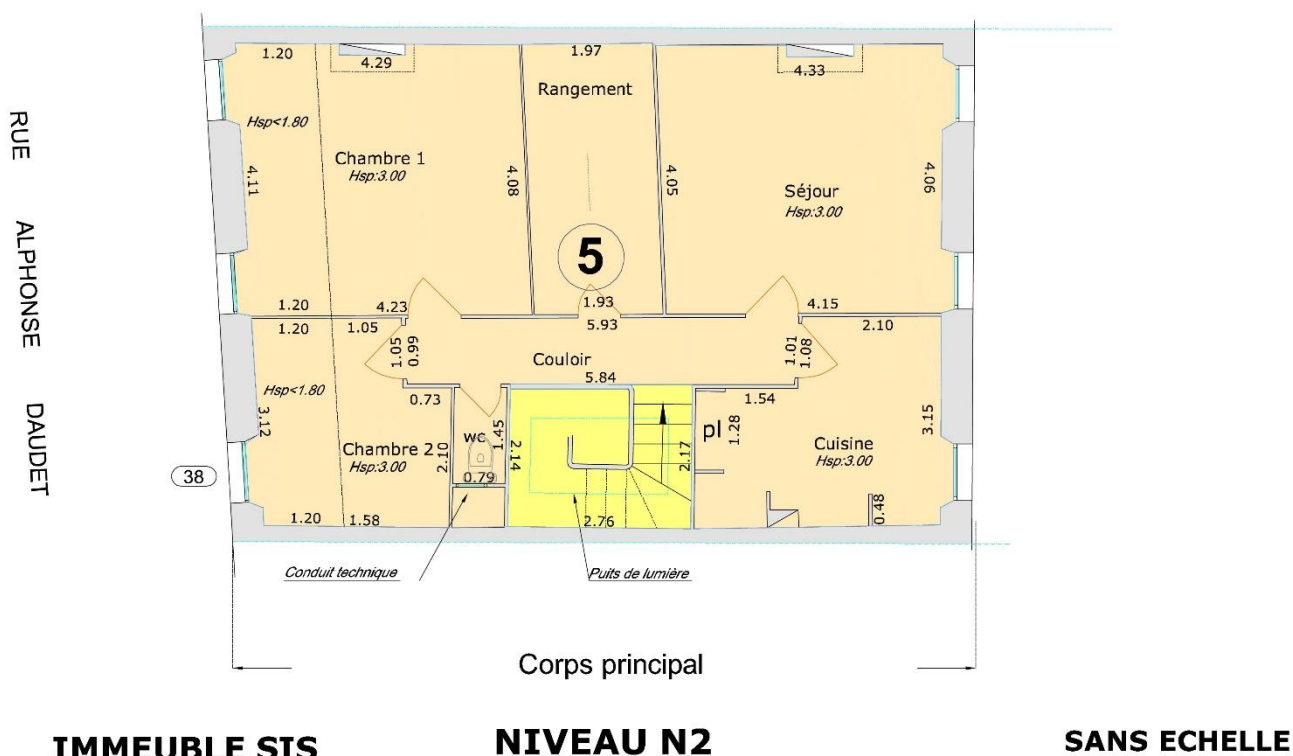 RUE ALPHONSE DAUDET
38
1.20
4.29
1.97
4.33
Rangement
Hsp<1.80
Chambre 1
Hsp:3.00
4.11
4.08
4.05
4.06
Séjour
Hsp:3.00
5
1.20
4.23
1.93
4.15
1.20
1.05
5.93
2.10
1.05
0.99
Couloir
1.01
1.08
5.84
Hsp<1.80
0.73
1.54
3.12
Chambre 2
Hsp:3.00
2.10
WC
1.45
0.79
2.14
2.17
pl
1.28
Cuisine
Hsp:3.00
3.15
0.48
1.20
1.58
2.76
Conduit technique
Puits de lumière
Corps principal
IMMEUBLE SIS
NIVEAU N2
SANS ECHELLE